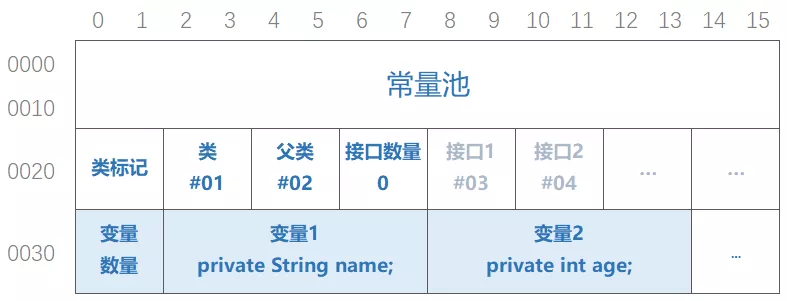 0 1 2 3 4 5 6 7 8 9 10 11 12 13 14 15
0000
常量池
0010
0020
类标记
类
#01
父类
#02
接口数量
0
接口1
#03
接口2
#04
...
...
0030
变量
数量
变量1
private String name;
变量2
private int age;
...